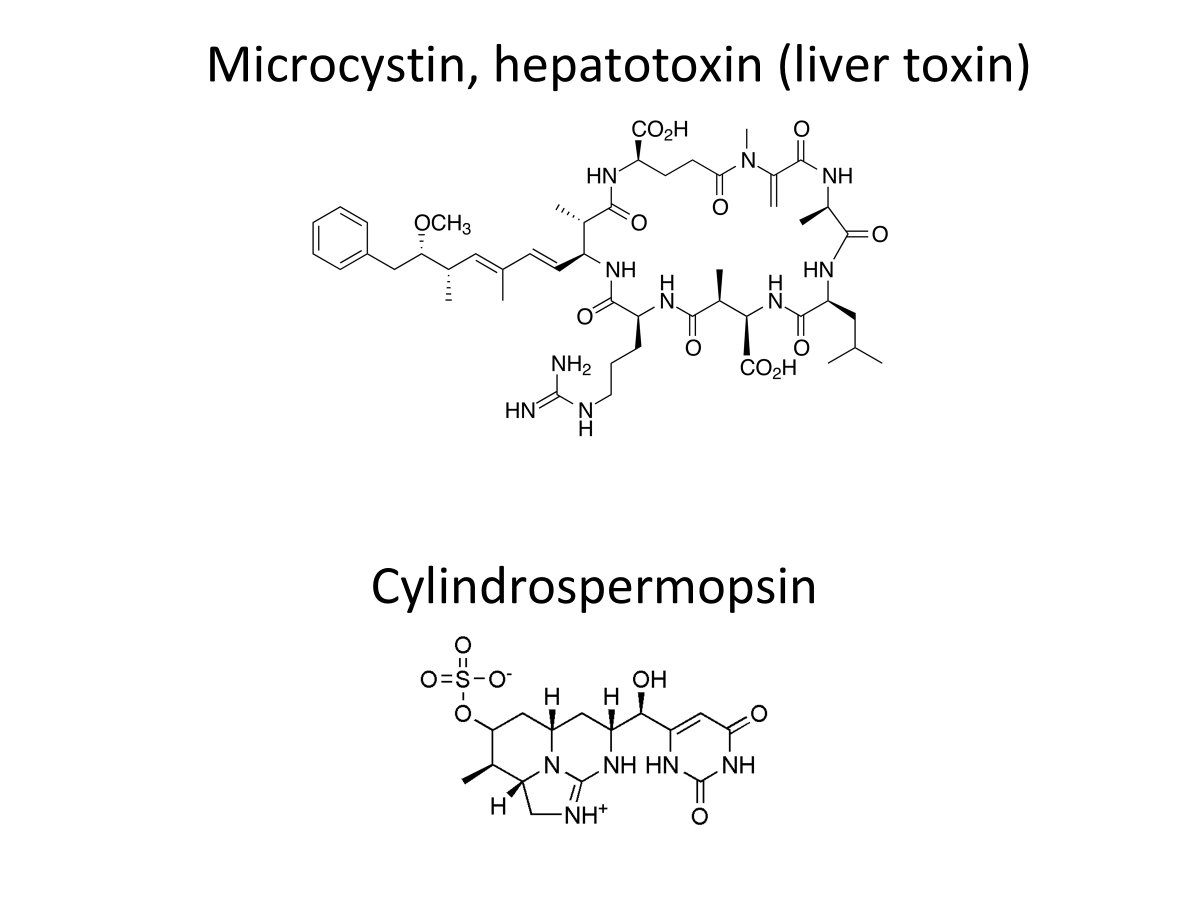 Microcystin, hepatotoxin (liver toxin)
CO₂H
O
N
HN
NH
O
O
OCH₃
O
NH
HN
H
N
H
N
O
O
O
NH₂
CO₂H
HN
N
H
Cylindrospermopsin
O
O=S–O⁻
OH
H
H
O
O
N
NH
HN
NH
H
NH⁺
O